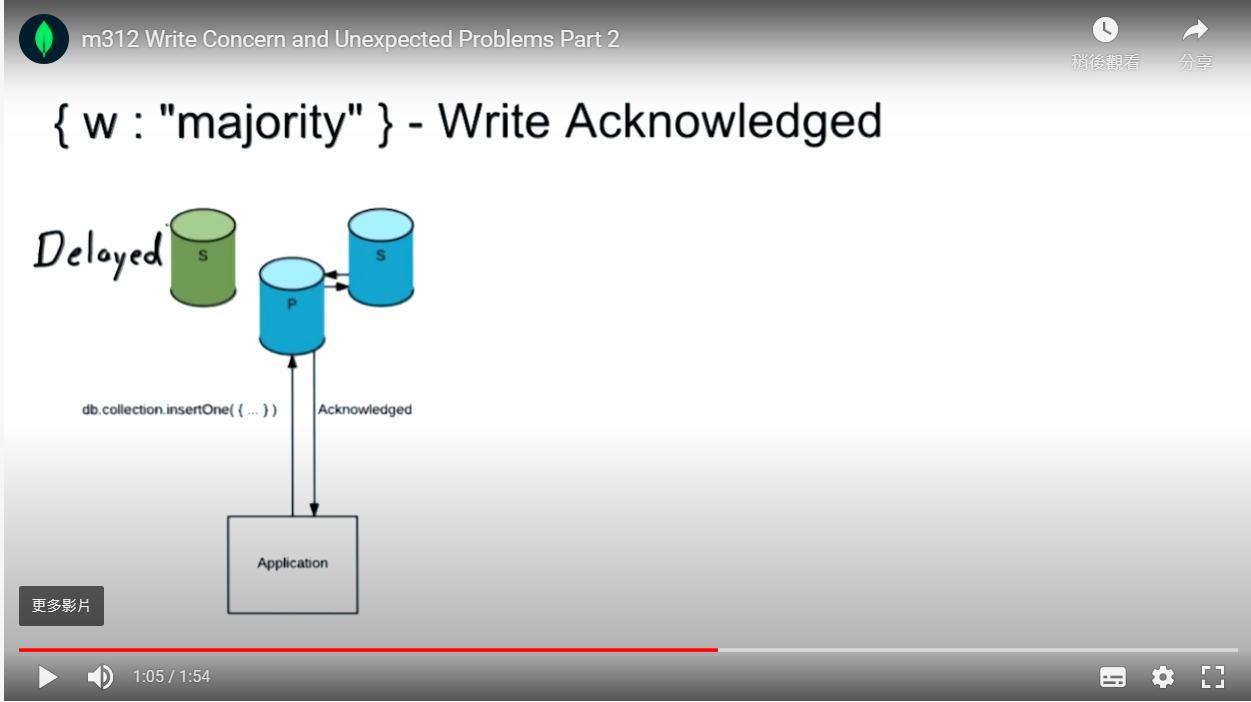 m312 Write Concern and Unexpected Problems Part 2
稍後觀看
分享
{ w : "majority" } - Write Acknowledged
Delayed
S
S
P
db.collection.insertOne( { ... } )
Acknowledged
Application
更多影片
1:05 / 1:54